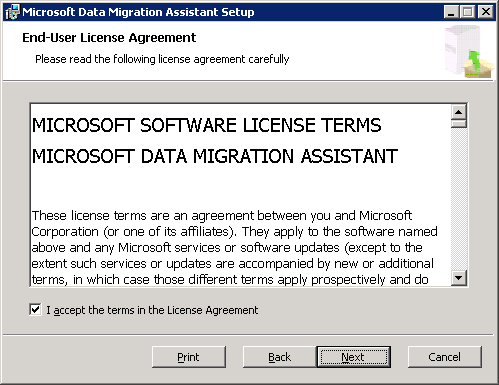 Microsoft Data Migration Assistant Setup
End-User License Agreement
Please read the following license agreement carefully
MICROSOFT SOFTWARE LICENSE TERMS
MICROSOFT DATA MIGRATION ASSISTANT
These license terms are an agreement between you and Microsoft
Corporation (or one of its affiliates). They apply to the software named
above and any Microsoft services or software updates (except to the
extent such services or updates are accompanied by new or additional
terms, in which case those different terms apply prospectively and do
I accept the terms in the License Agreement
Print Back Next Cancel